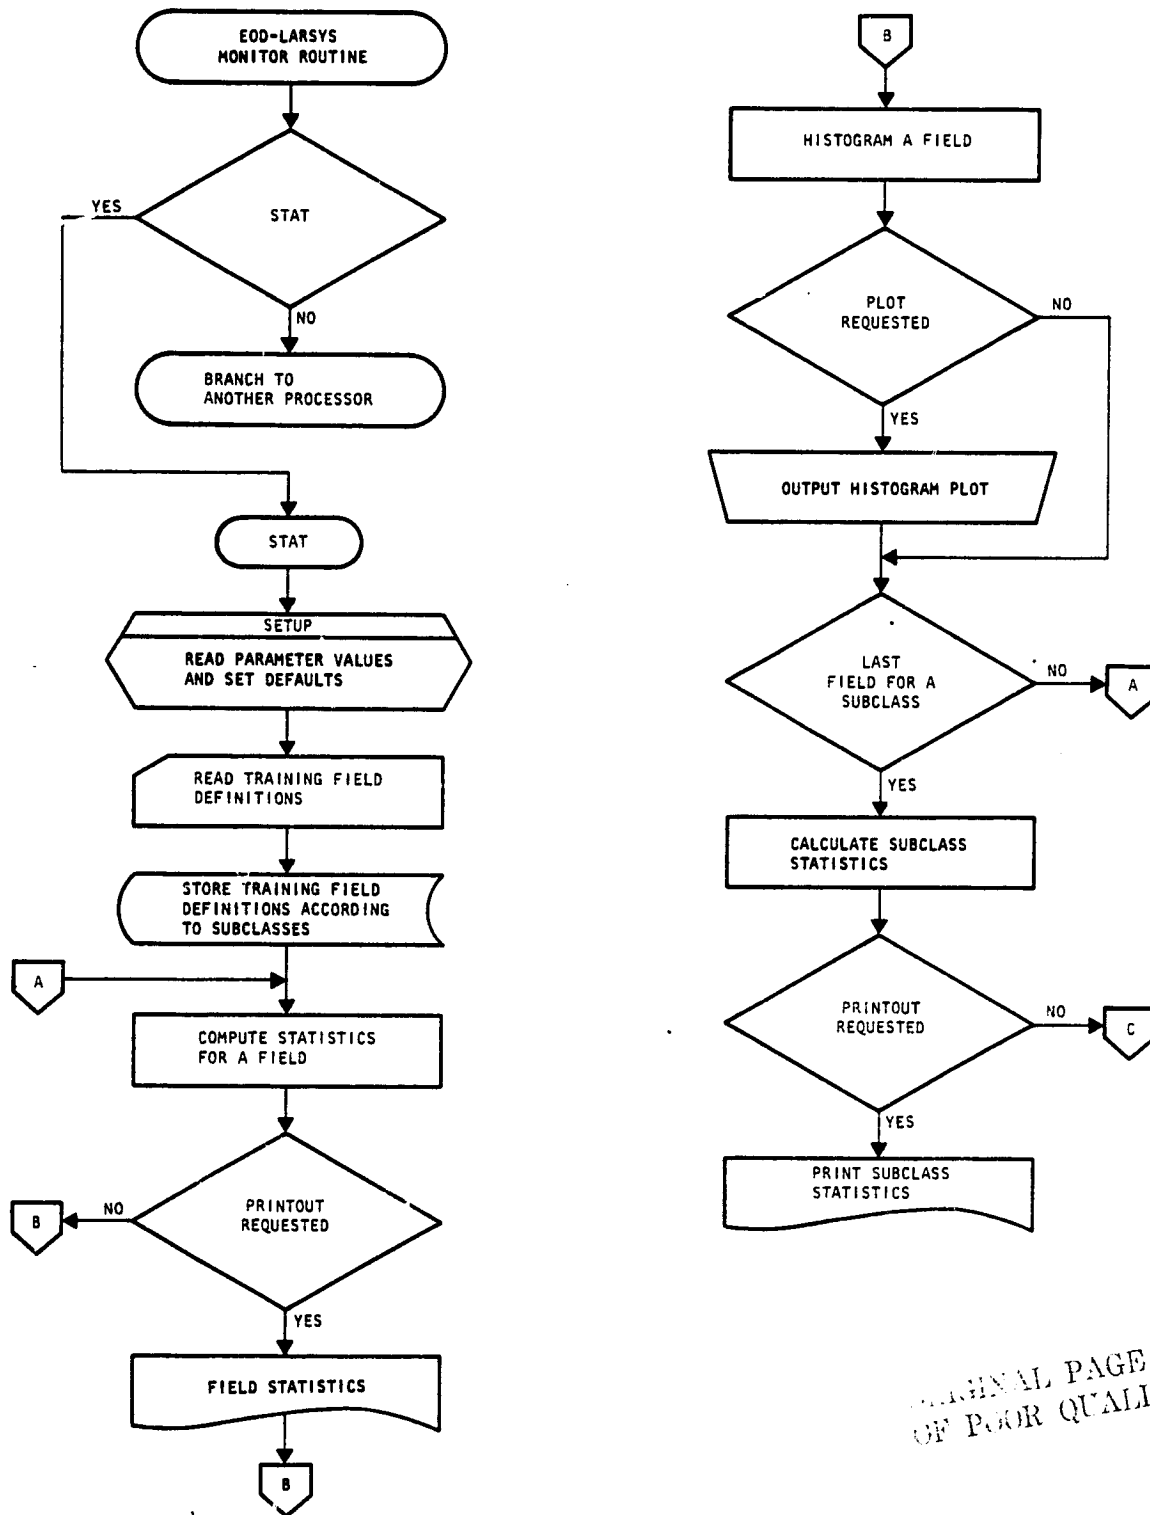 EOD-LARSYS
MONITOR ROUTINE
STAT
YES
NO
BRANCH TO
ANOTHER PROCESSOR
STAT
SETUP
READ PARAMETER VALUES
AND SET DEFAULTS
READ TRAINING FIELD
DEFINITIONS
STORE TRAINING FIELD
DEFINITIONS ACCORDING
TO SUBCLASSES
A
COMPUTE STATISTICS
FOR A FIELD
PRINTOUT
REQUESTED
NO
B
YES
FIELD STATISTICS
B
B
HISTOGRAM A FIELD
PLOT
REQUESTED
NO
YES
OUTPUT HISTOGRAM PLOT
LAST
FIELD FOR A
SUBCLASS
NO
A
YES
CALCULATE SUBCLASS
STATISTICS
PRINTOUT
REQUESTED
NO
C
YES
PRINT SUBCLASS
STATISTICS
PAGE
OF POOR